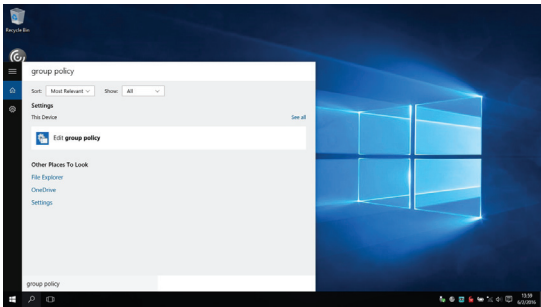 Recycle Bin
group policy
Sort: Most Relevant Show: All
Settings
This Device See all
Edit group policy
Other Places To Look
File Explorer
OneDrive
Settings
group policy
13:39
6/2/2016